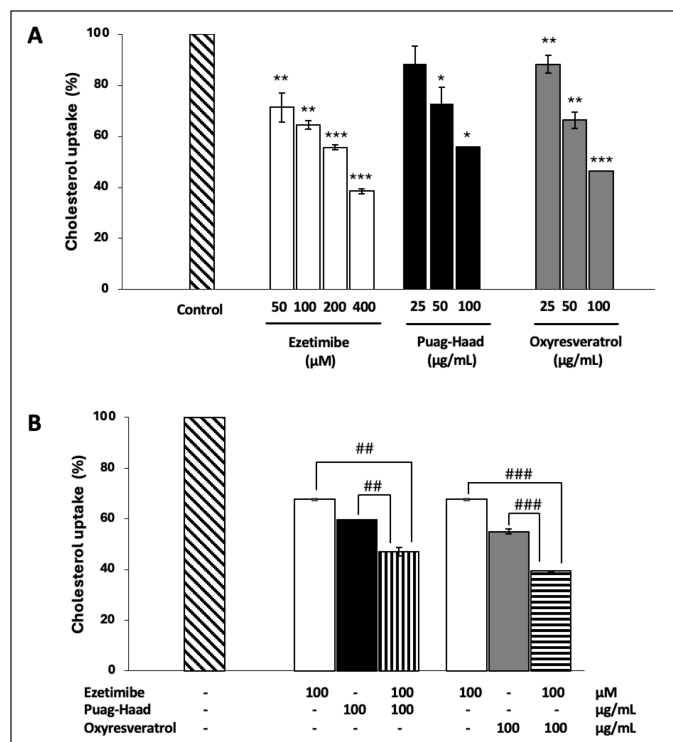 A
Cholesterol uptake (%)
100
80
60
40
20
0
** ** *** ***
* *
** ** ***
Control
50 100 200 400
25 50 100
25 50 100
Ezetimibe
(µM)
Puag-Haad
(µg/mL)
Oxyresveratrol
(µg/mL)
B
Cholesterol uptake (%)
100
80
60
40
20
0
##
##
###
###
Ezetimibe - 100 - 100 100 - 100 µM
Puag-Haad - 100 100 µg/mL
Oxyresveratrol - 100 100 µg/mL